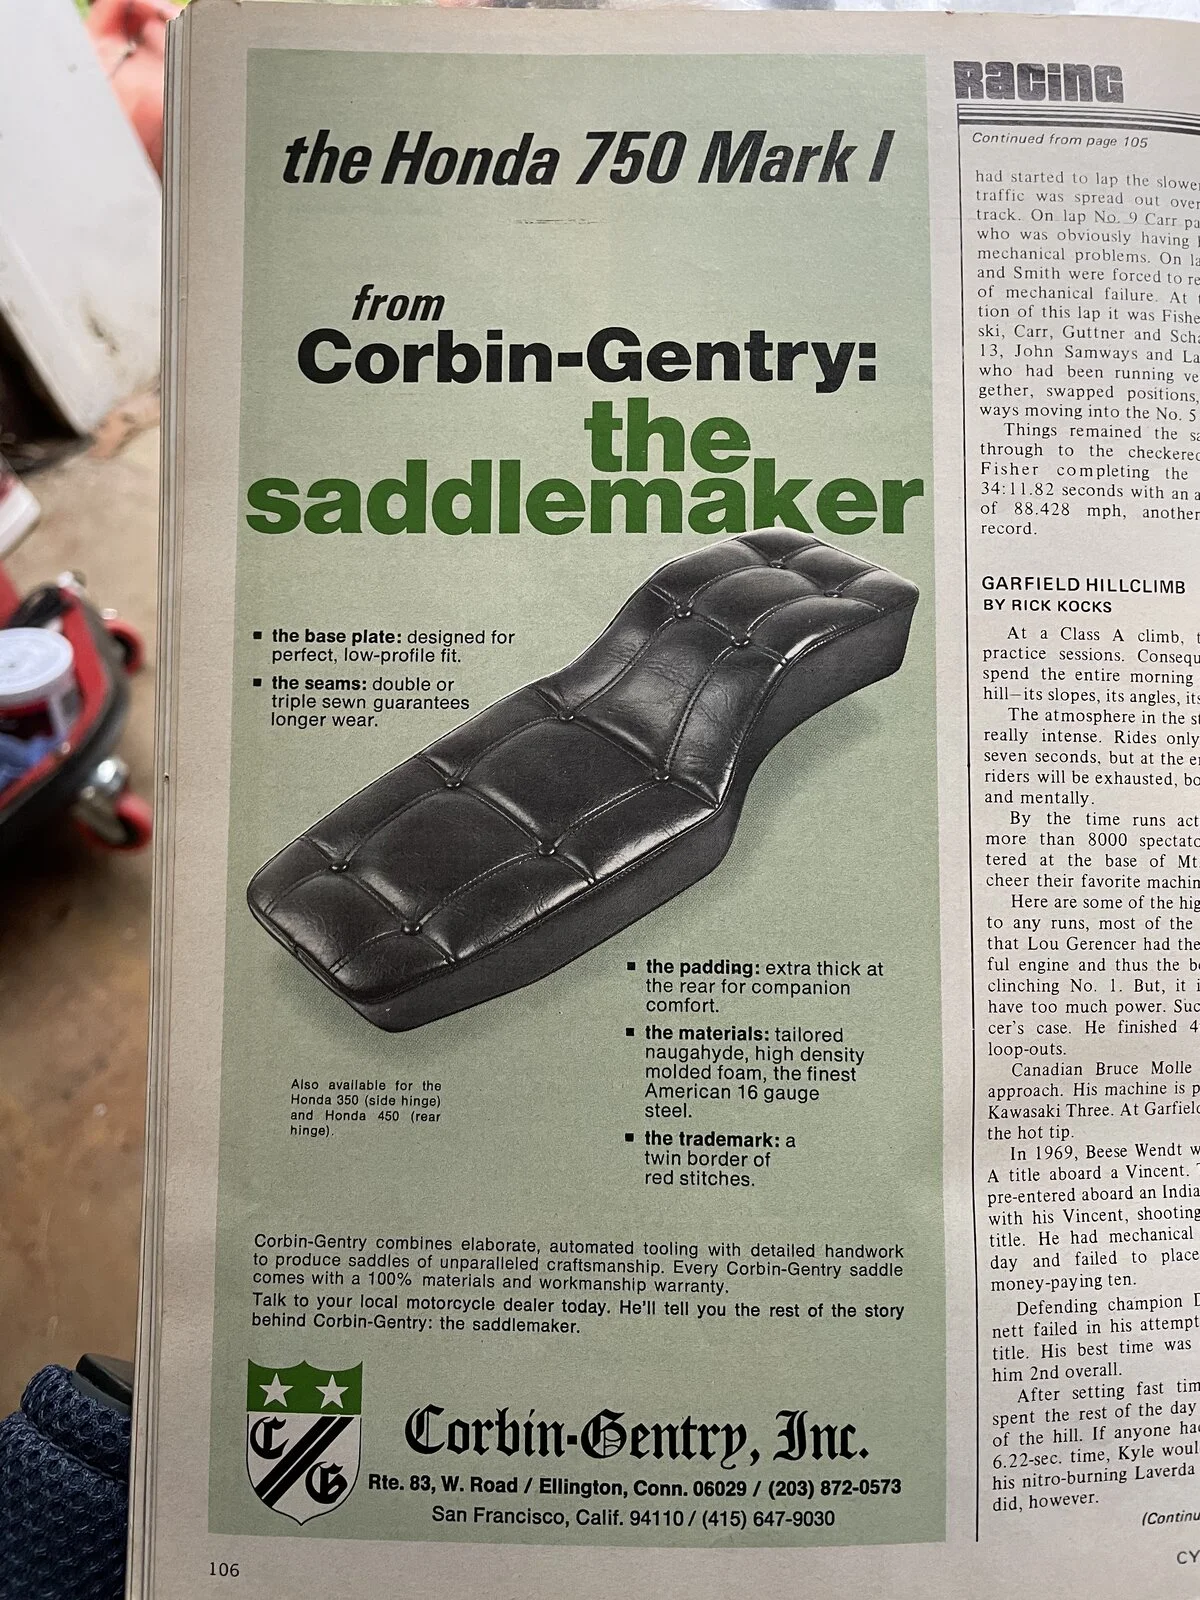 the Honda 750 Mark I
from
Corbin-Gentry:
the
saddlemaker
▪ the base plate: designed for
perfect, low-profile fit.
▪ the seams: double or
triple sewn guarantees
longer wear.
▪ the padding: extra thick at
the rear for companion
comfort.
▪ the materials: tailored
naugahyde, high density
molded foam, the finest
American 16 gauge
steel.
▪ the trademark: a
twin border of
red stitches.
Also available for the
Honda 350 (side hinge)
and Honda 450 (rear
hinge).
Corbin-Gentry combines elaborate, automated tooling with detailed handwork
to produce saddles of unparalleled craftsmanship. Every Corbin-Gentry saddle
comes with a 100% materials and workmanship warranty.
Talk to your local motorcycle dealer today. He'll tell you the rest of the story
behind Corbin-Gentry: the saddlemaker.
C
G
Corbin-Gentry, Inc.
Rte. 83, W. Road / Ellington, Conn. 06029 / (203) 872-0573
San Francisco, Calif. 94110 / (415) 647-9030
106
RACING
Continued from page 105
had started to lap the
traffic was spread out over
track. On lap No. 9 Carr
who was obviously having
mechanical problems. On
and Smith were forced to
of mechanical failure. At
tion of this lap it was
ski, Carr, Guttner and
13, John Samways and
who had been running
gether, swapped positions,
ways moving into the No. 5
Things remained the
through to the checkered
Fisher completing the
34:11.82 seconds with an
of 88.428 mph, another
record.
GARFIELD HILLCLIMB
BY RICK KOCKS
At a Class A climb,
practice sessions.
spend the entire morning
hill—its slopes, its angles,
The atmosphere in the
really intense. Rides only
seven seconds, but at the
riders will be exhausted,
and mentally.
By the time runs
more than 8000
tered at the base of Mt
cheer their favorite
Here are some of the
to any runs, most of the
that Lou Gerencer had the
ful engine and thus the
clinching No. 1. But, it
have too much power.
cer's case. He finished
loop-outs.
Canadian Bruce Molle
approach. His machine is
Kawasaki Three. At
the hot tip.
In 1969, Beese Wendt
A title aboard a Vincent.
pre-entered aboard an
with his Vincent, shooting
title. He had mechanical
day and failed to place
money-paying ten.
Defending champion
nett failed in his attempt
title. His best time was
him 2nd overall.
After setting fast
spent the rest of the day
of the hill. If anyone
6.22-sec. time, Kyle
his nitro-burning Laverda
did, however.